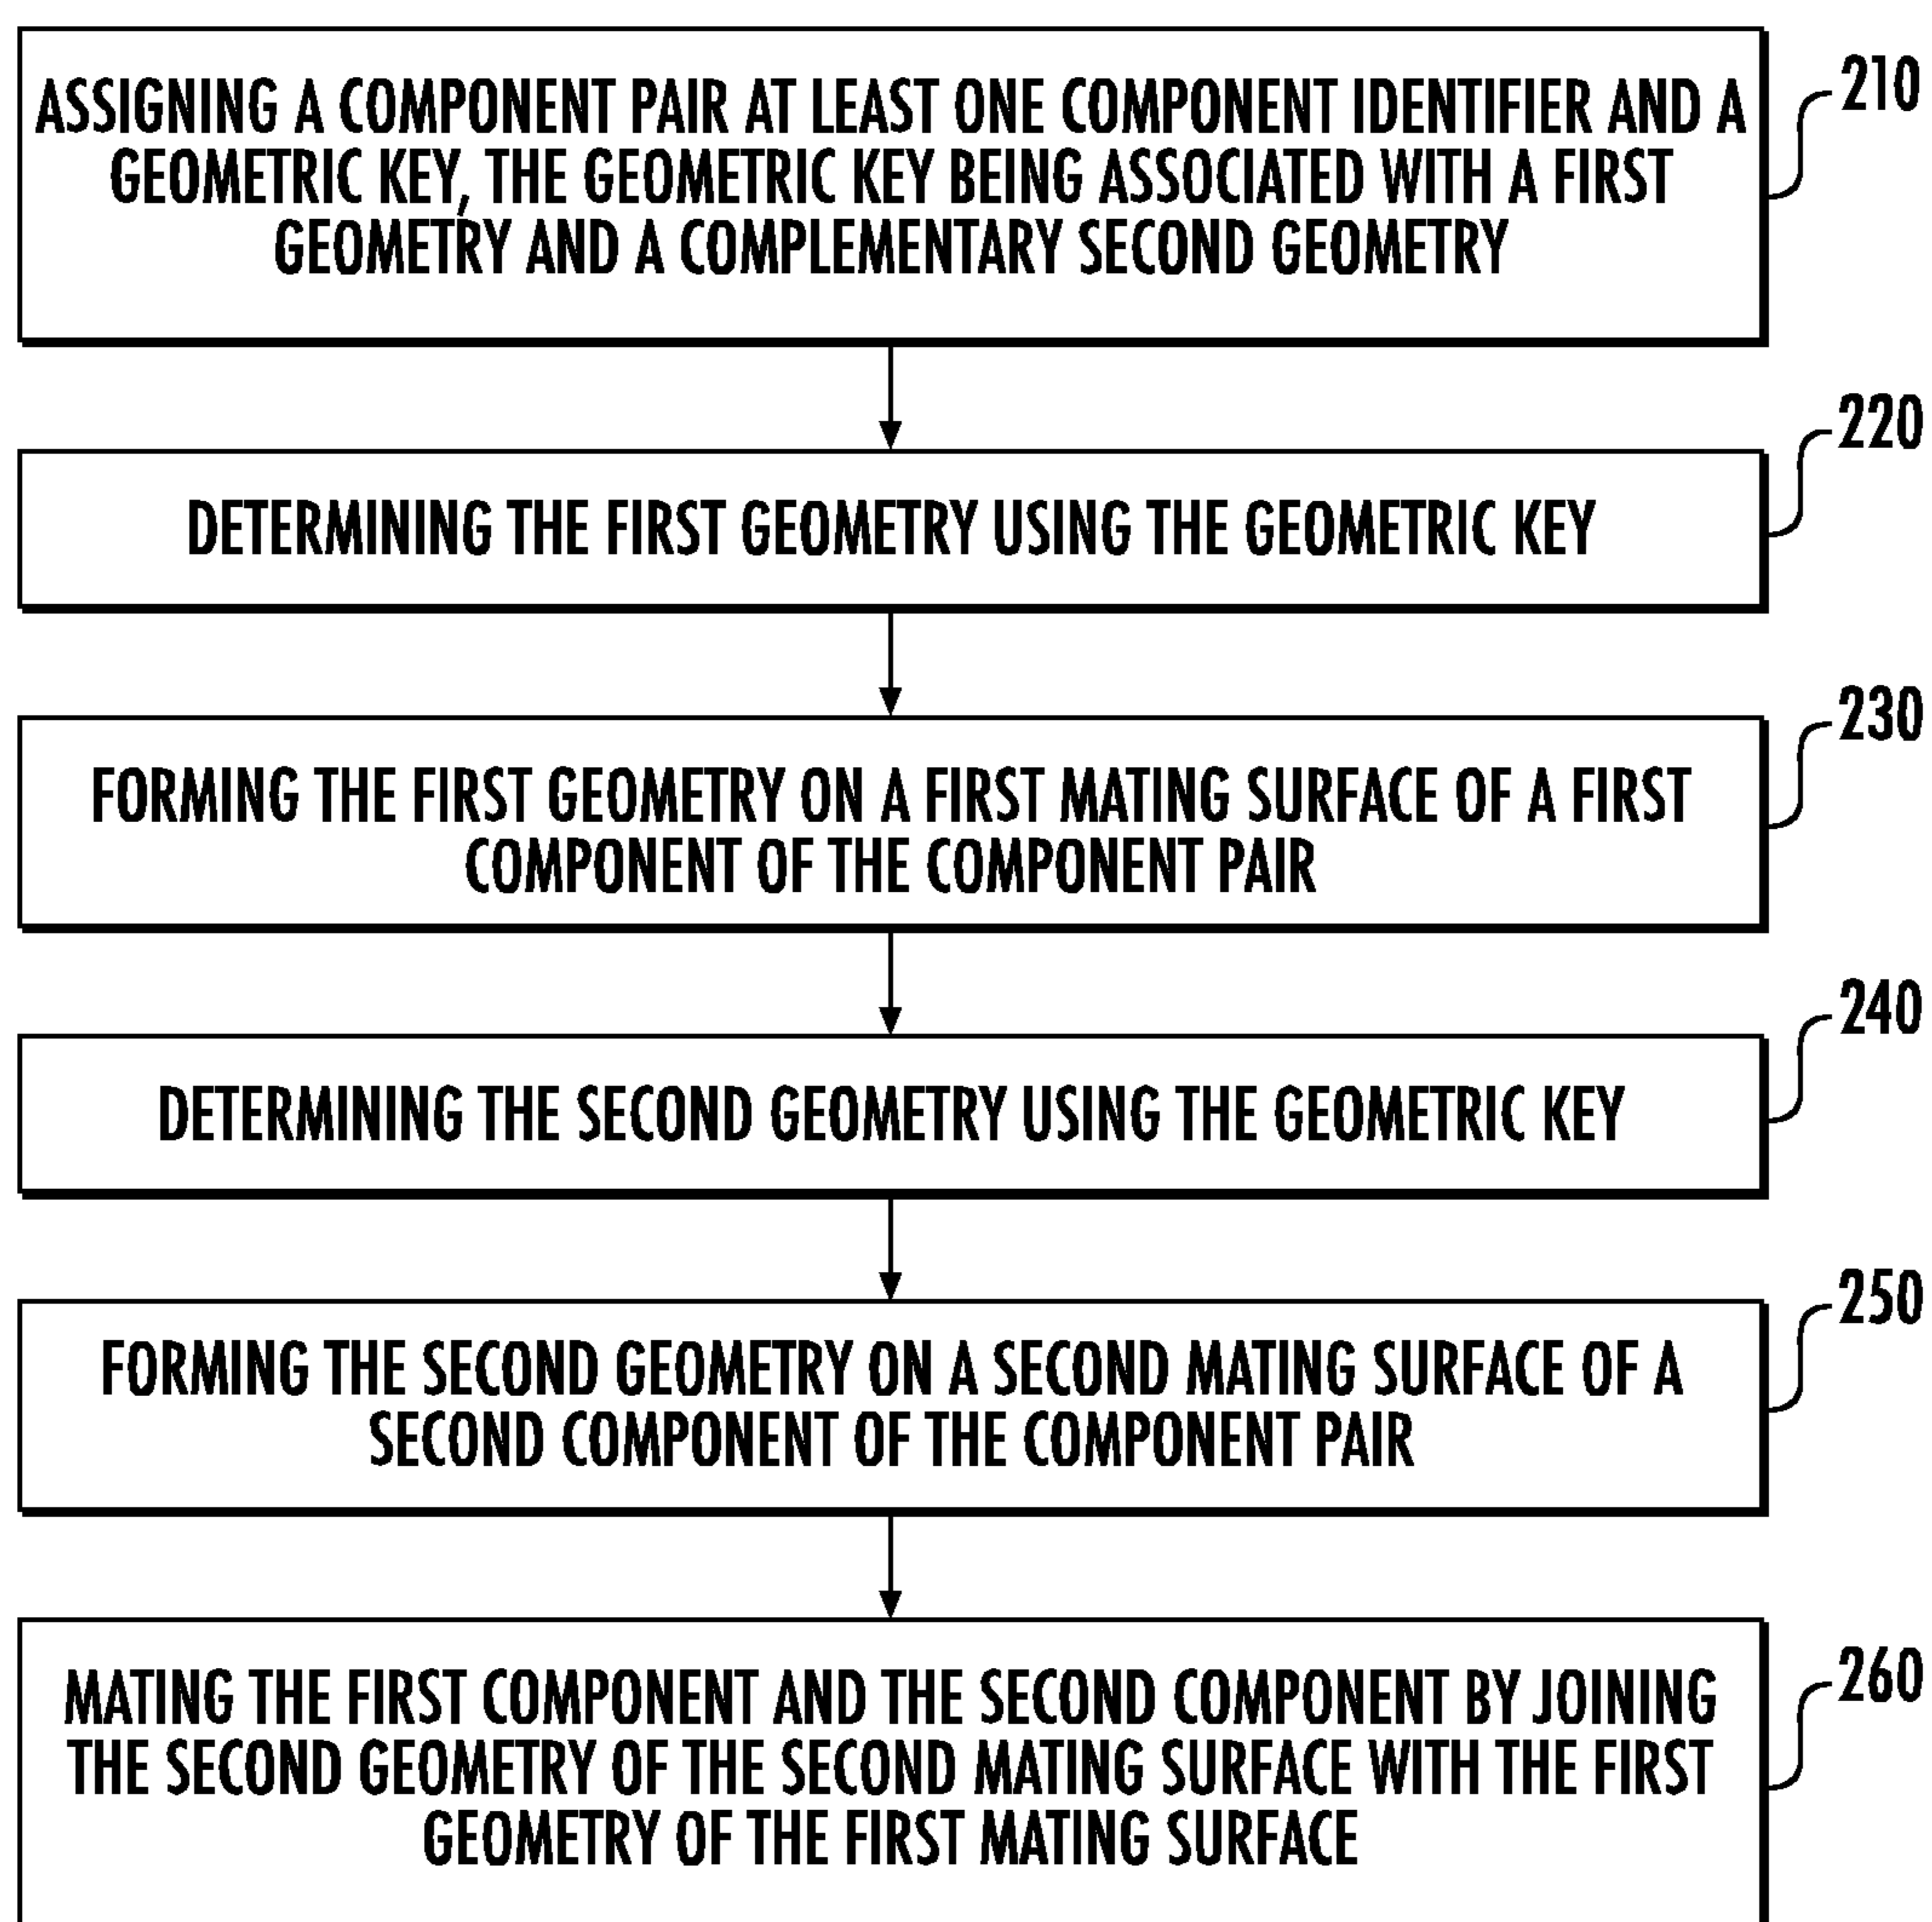 ASSIGNING A COMPONENT PAIR AT LEAST ONE COMPONENT IDENTIFIER AND A
GEOMETRIC KEY, THE GEOMETRIC KEY BEING ASSOCIATED WITH A FIRST
GEOMETRY AND A COMPLEMENTARY SECOND GEOMETRY
210
DETERMINING THE FIRST GEOMETRY USING THE GEOMETRIC KEY
220
FORMING THE FIRST GEOMETRY ON A FIRST MATING SURFACE OF A FIRST
COMPONENT OF THE COMPONENT PAIR
230
DETERMINING THE SECOND GEOMETRY USING THE GEOMETRIC KEY
240
FORMING THE SECOND GEOMETRY ON A SECOND MATING SURFACE OF A
SECOND COMPONENT OF THE COMPONENT PAIR
250
MATING THE FIRST COMPONENT AND THE SECOND COMPONENT BY JOINING
THE SECOND GEOMETRY OF THE SECOND MATING SURFACE WITH THE FIRST
GEOMETRY OF THE FIRST MATING SURFACE
260